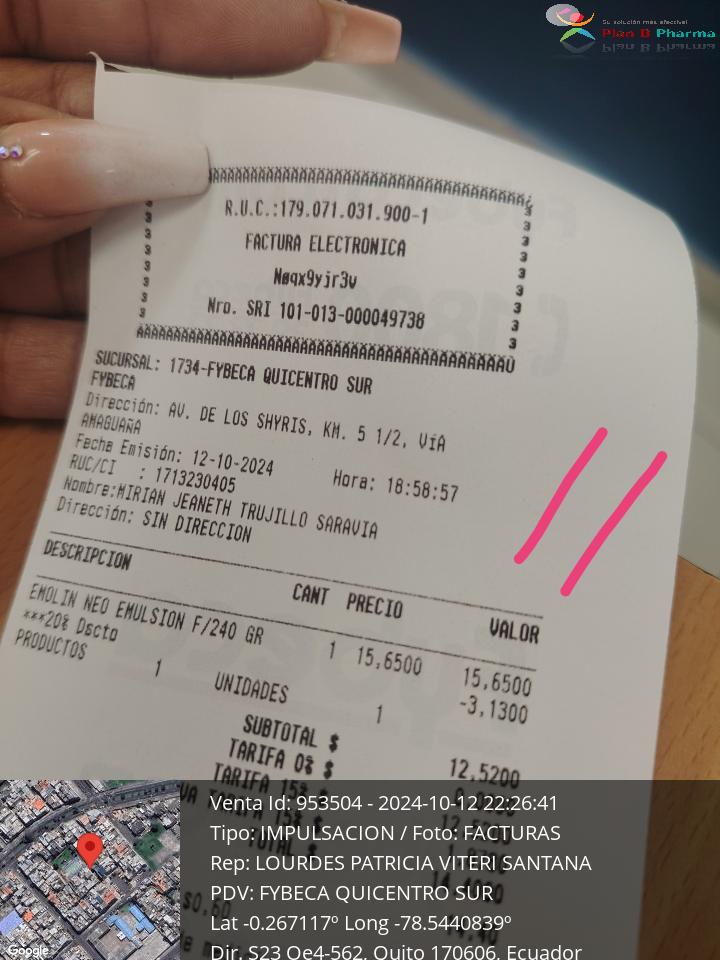 Su solución más efectiva!
Plan B Pharma
R.U.C.:179.071.031.900-1
FACTURA ELECTRONICA
Nøqx9yjr3v
Nro. SRI 101-013-000049738
SUCURSAL: 1734-FYBECA QUICENTRO SUR
FYBECA
Dirección: AV. DE LOS SHYRIS, KM. 5 1/2, VíA
AMAGUAñA
Fecha Emisión: 12-10-2024 Hora: 18:58:57
RUC/CI : 1713230405
Nombre:MIRIAN JEANETH TRUJILLO SARAVIA
Dirección: SIN DIRECCION
DESCRIPCION CANT PRECIO VALOR
EMOLIN NEO EMULSION F/240 GR 1 15,6500 15,6500
***20% Dscto -3,1300
PRODUCTOS 1 UNIDADES 1
SUBTOTAL $ 12,5200
TARIFA 0% $
TARIFA 15%
Venta Id: 953504 - 2024-10-12 22:26:41
Tipo: IMPULSACION / Foto: FACTURAS
Rep: LOURDES PATRICIA VITERI SANTANA
PDV: FYBECA QUICENTRO SUR
Lat -0.267117º Long -78.5440839º
Dir. S23 Oe4-562, Quito 170606, Ecuador
Google